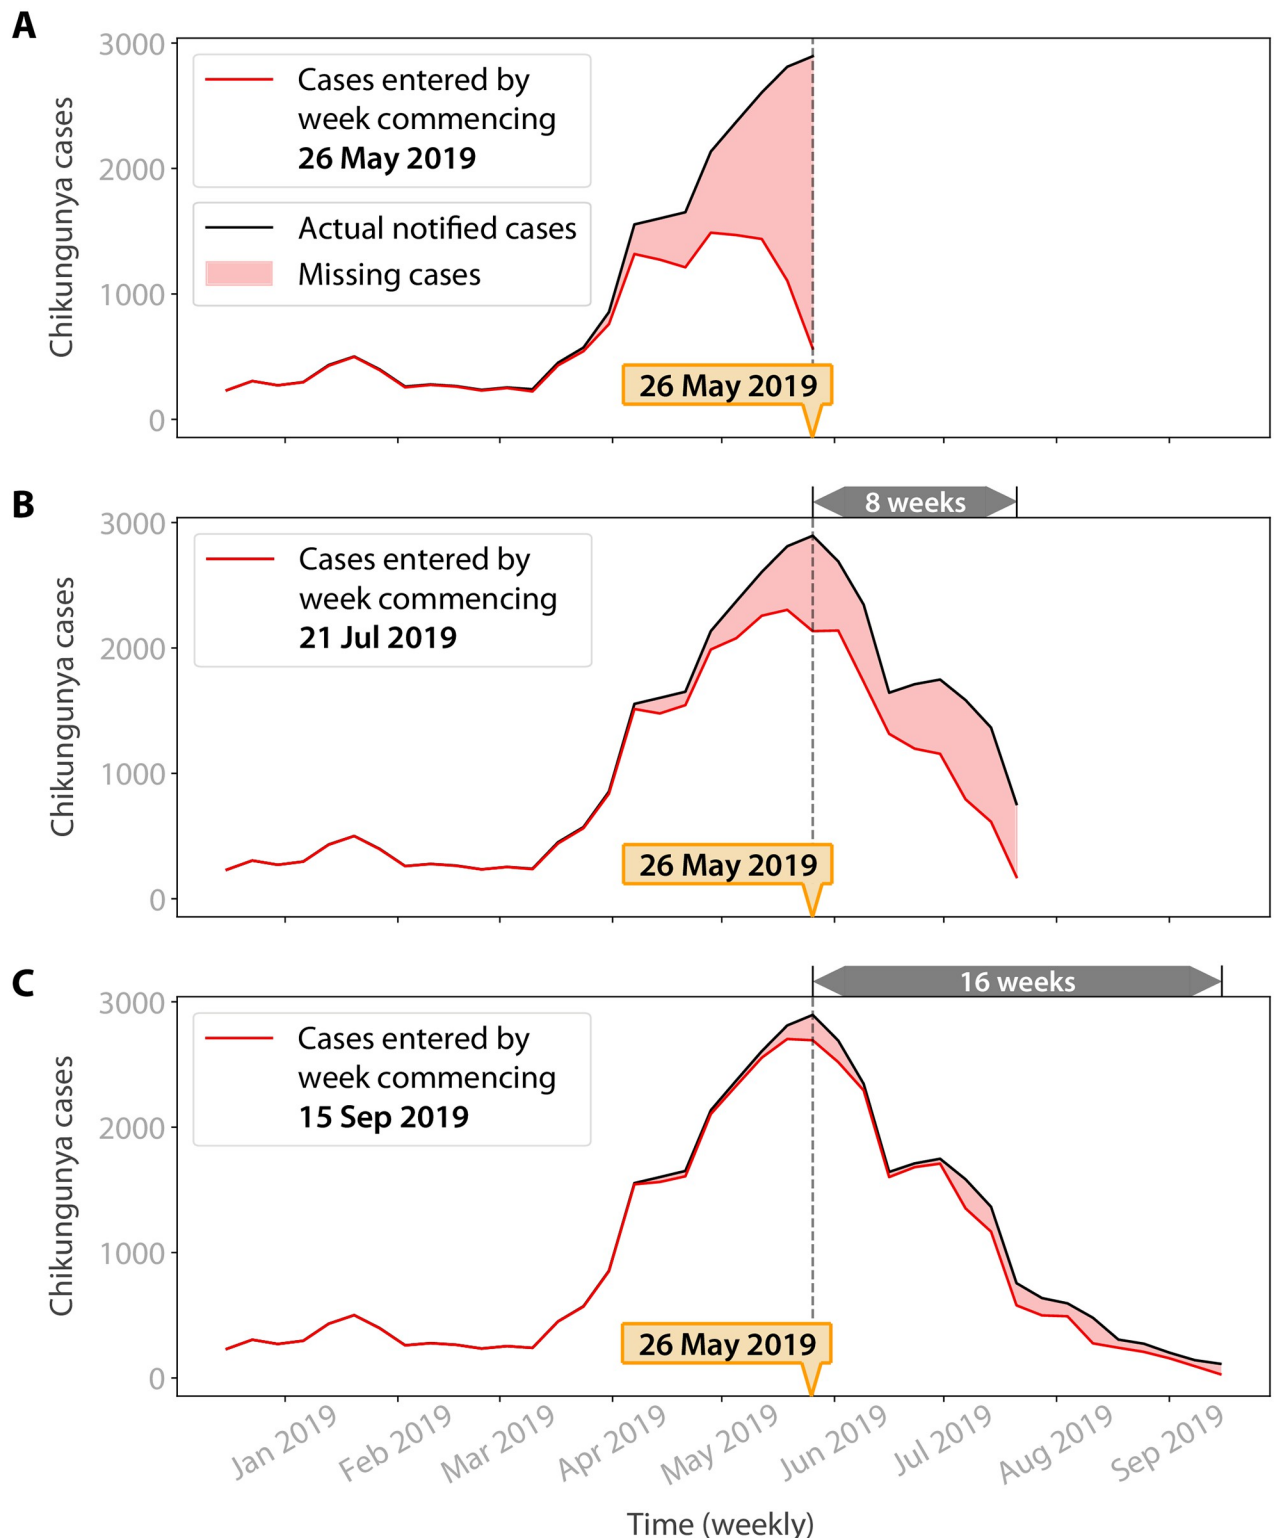 A
3000
2000
1000
0
Chikungunya cases
Cases entered by
week commencing
26 May 2019
Actual notified cases
Missing cases
26 May 2019
B
8 weeks
3000
2000
1000
0
Chikungunya cases
Cases entered by
week commencing
21 Jul 2019
26 May 2019
C
16 weeks
3000
2000
1000
0
Chikungunya cases
Cases entered by
week commencing
15 Sep 2019
26 May 2019
Jan 2019
Feb 2019
Mar 2019
Apr 2019
May 2019
Jun 2019
Jul 2019
Aug 2019
Sep 2019
Time (weekly)